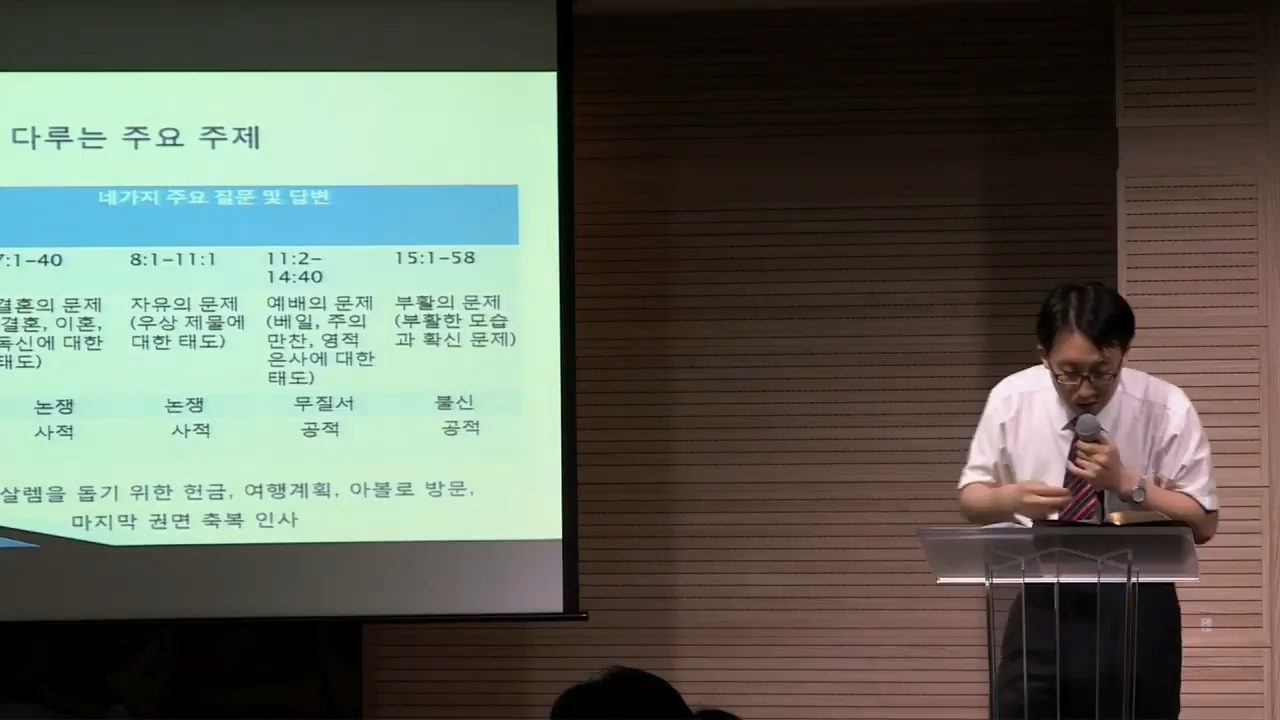 다루는 주요 주제
네가지 주요 질문 및 답변
7:1-40
8:1-11:1
11:2-
14:40
15:1-58
결혼의 문제
결혼, 이혼,
독신에 대한
태도)
자유의 문제
(우상 제물에
대한 태도)
예배의 문제
(베일, 주의
만찬, 영적
은사에 대한
태도)
부활의 문제
(부활한 모습
과 확신 문제)
논쟁 논쟁 무질서 불신
사적 사적 공적 공적
살렘을 돕기 위한 헌금, 여행계획, 아볼로 방문,
마지막 권면 축복 인사